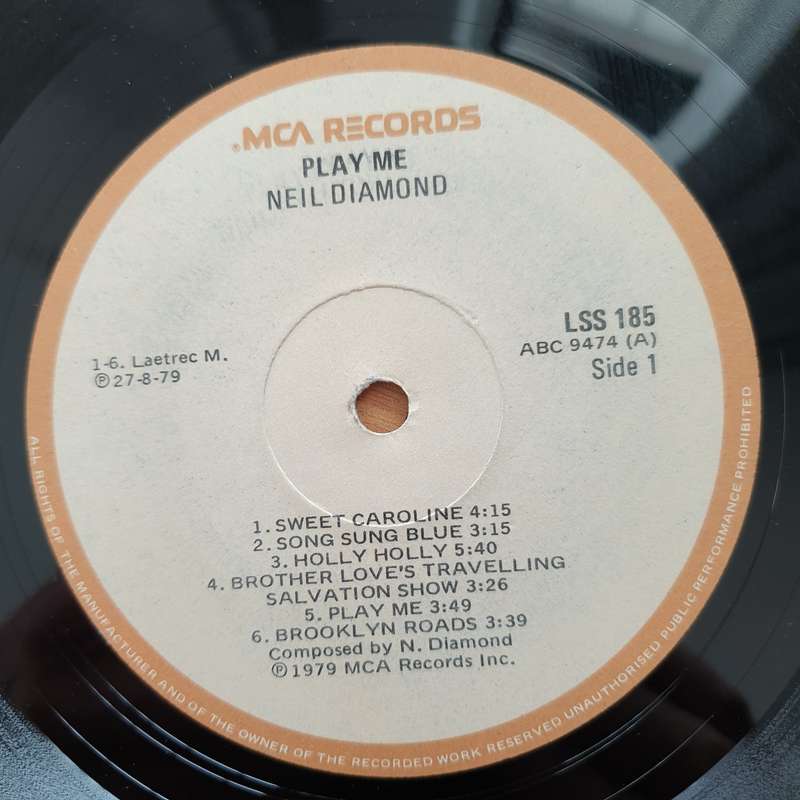 MCA RECORDS
PLAY ME
NEIL DIAMOND
LSS 185
ABC 9474 (A)
Side 1
1-6. Laetrec M.
℗27-8-79
1. SWEET CAROLINE 4:15
2. SONG SUNG BLUE 3:15
3. HOLLY HOLLY 5:40
4. BROTHER LOVE'S TRAVELLING
SALVATION SHOW 3:26
5. PLAY ME 3:49
6. BROOKLYN ROADS 3:39
Composed by N. Diamond
℗1979 MCA Records Inc.
ALL RIGHTS OF THE MANUFACTURER AND OF THE OWNER OF THE RECORDED WORK RESERVED UNAUTHORISED PUBLIC PERFORMANCE PROHIBITED